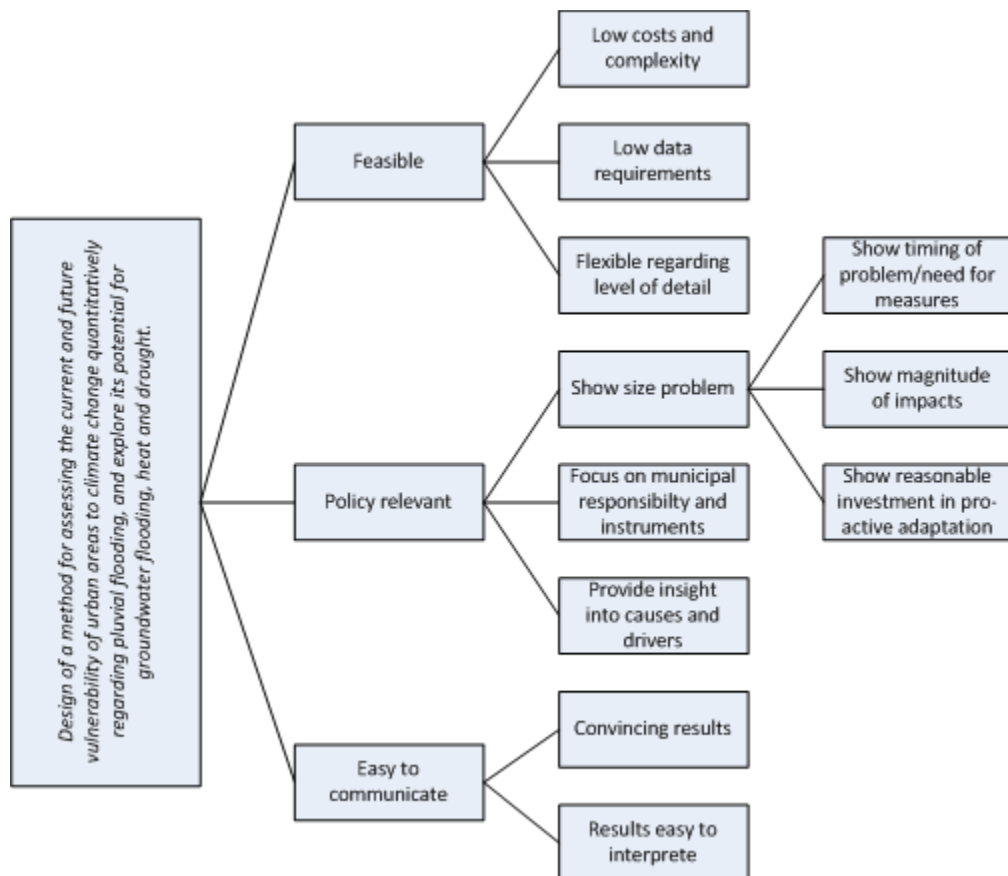 Design of a method for assessing the current and future
vulnerability of urban areas to climate change quantitatively
regarding pluvial flooding, and explore its potential for
groundwater flooding, heat and drought.
Feasible
Low costs and
complexity
Low data
requirements
Flexible regarding
level of detail
Policy relevant
Show size problem
Show timing of
problem/need for
measures
Show magnitude
of impacts
Show reasonable
investment in pro-
active adaptation
Focus on municipal
responsibilty and
instruments
Provide insight
into causes and
drivers
Easy to
communicate
Convincing results
Results easy to
interprete